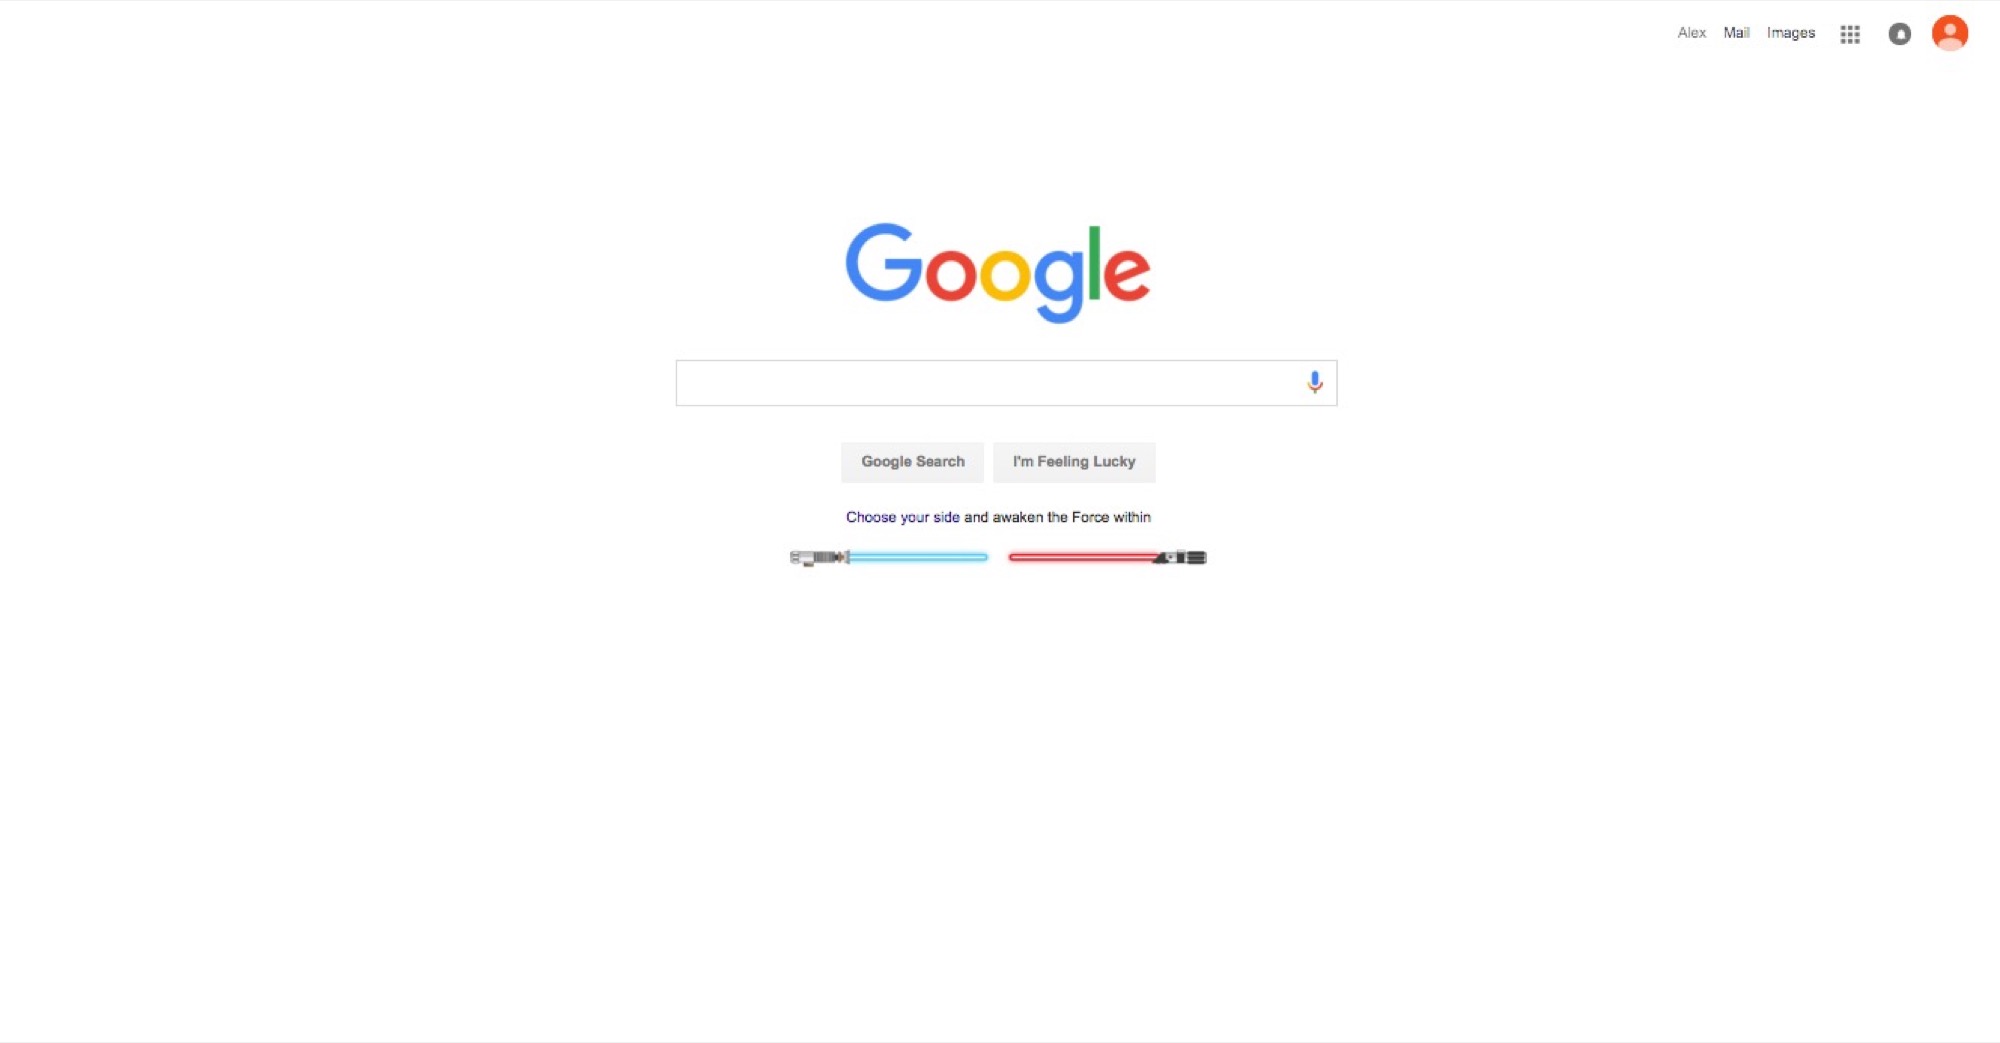 Alex Mail Images
Google
Google Search I'm Feeling Lucky
Choose your side and awaken the Force within